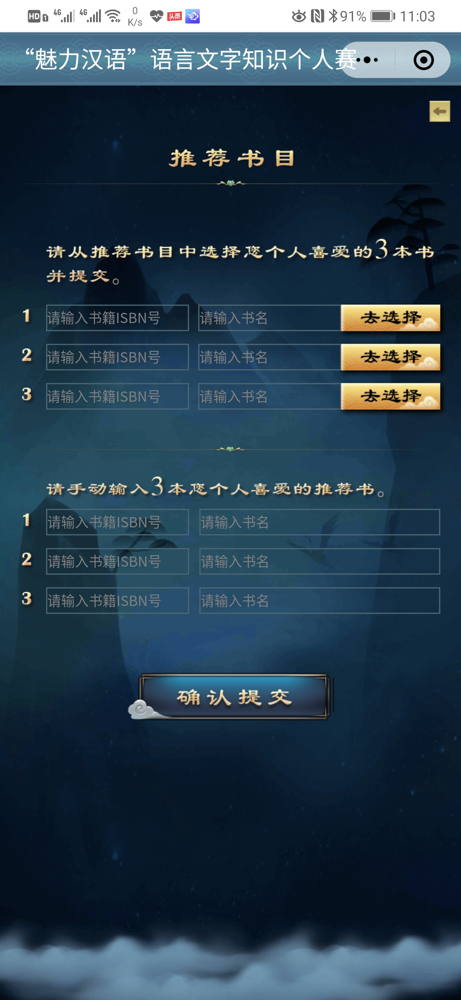 HD 1 4G 4G 0 K/s 头条 91% 11:03
“魅力汉语”语言文字知识个人赛
推荐书目
请从推荐书目中选择您个人喜爱的3本书
并提交。
1 请输入书籍ISBN号 请输入书名 去选择
2 请输入书籍ISBN号 请输入书名 去选择
3 请输入书籍ISBN号 请输入书名 去选择
请手动输入3本您个人喜爱的推荐书。
1 请输入书籍ISBN号 请输入书名
2 请输入书籍ISBN号 请输入书名
3 请输入书籍ISBN号 请输入书名
确认提交